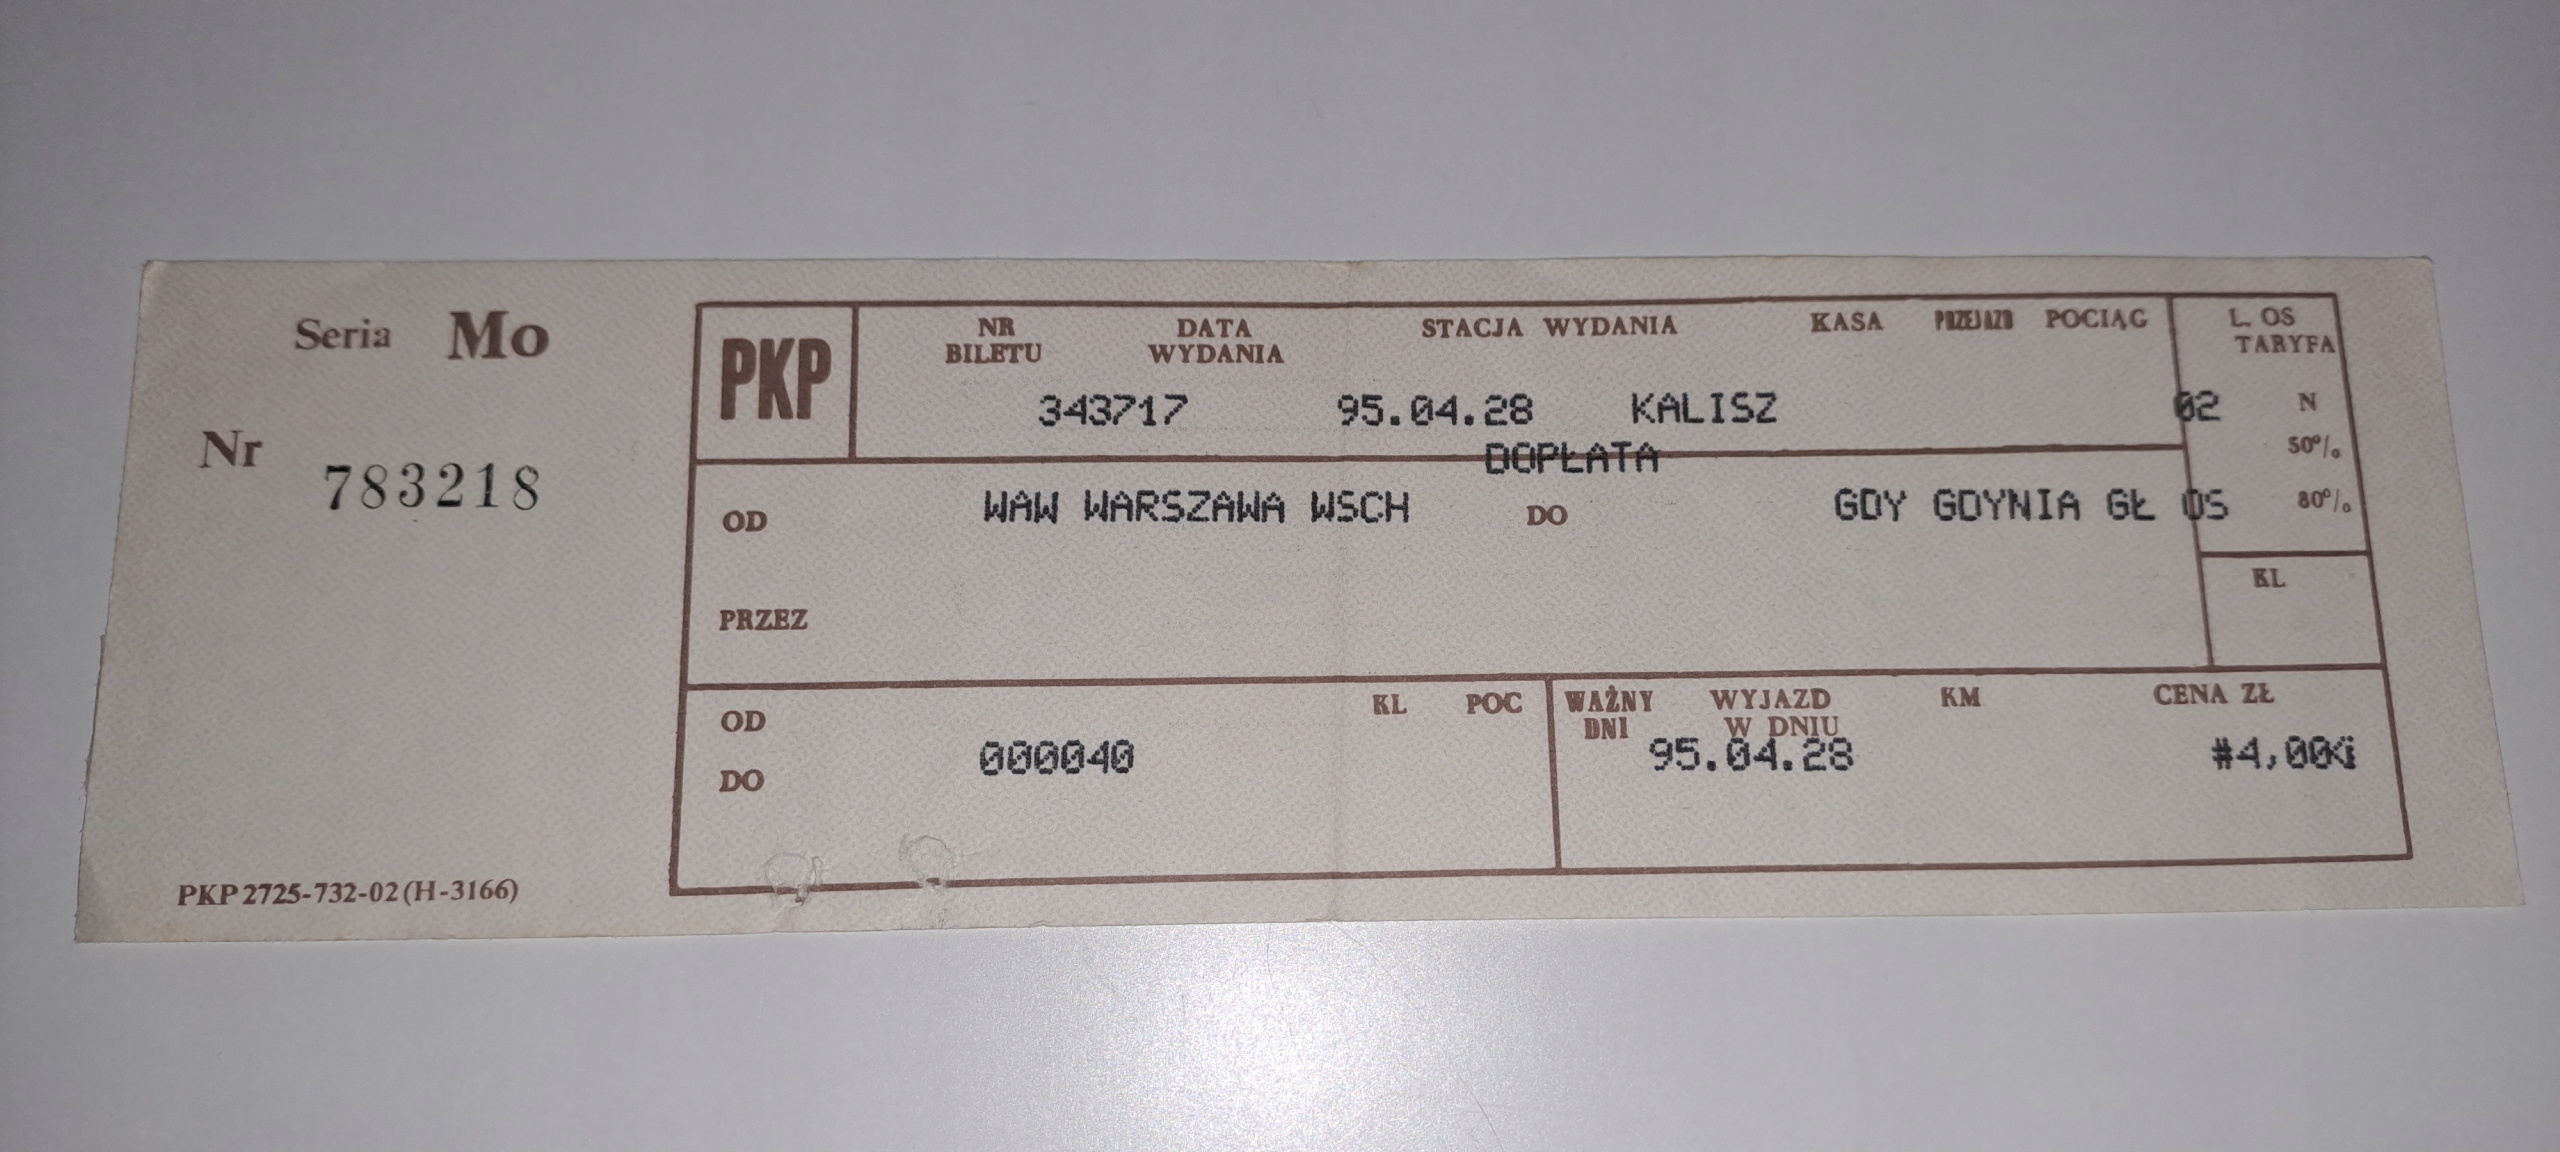 Seria Mo
Nr 783218
PKP 2725-732-02 (H-3166)
PKP
NR BILETU DATA WYDANIA STACJA WYDANIA KASA PRZEJAZD POCIĄG L. OS TARYFA
343717 95.04.28 KALISZ 02 N
50%
DOPŁATA
OD WAW WARSZAWA WSCH DO GDY GDYNIA GŁ OS 80%
KL
PRZEZ
OD KL POC WAŻNY DNI WYJAZD W DNIU KM CENA ZŁ
000040 95.04.28 #4,00
DO